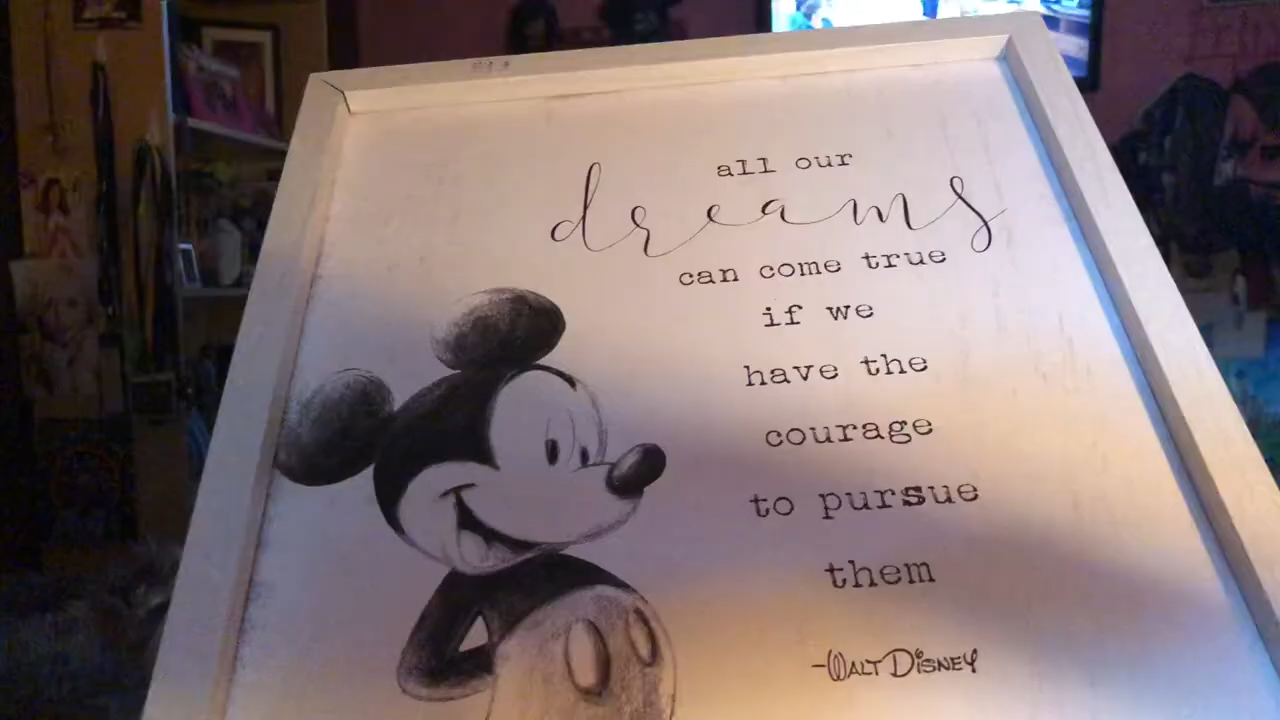 all our
dreams
can come true
if we
have the
courage
to pursue
them
-WALT DISNEY